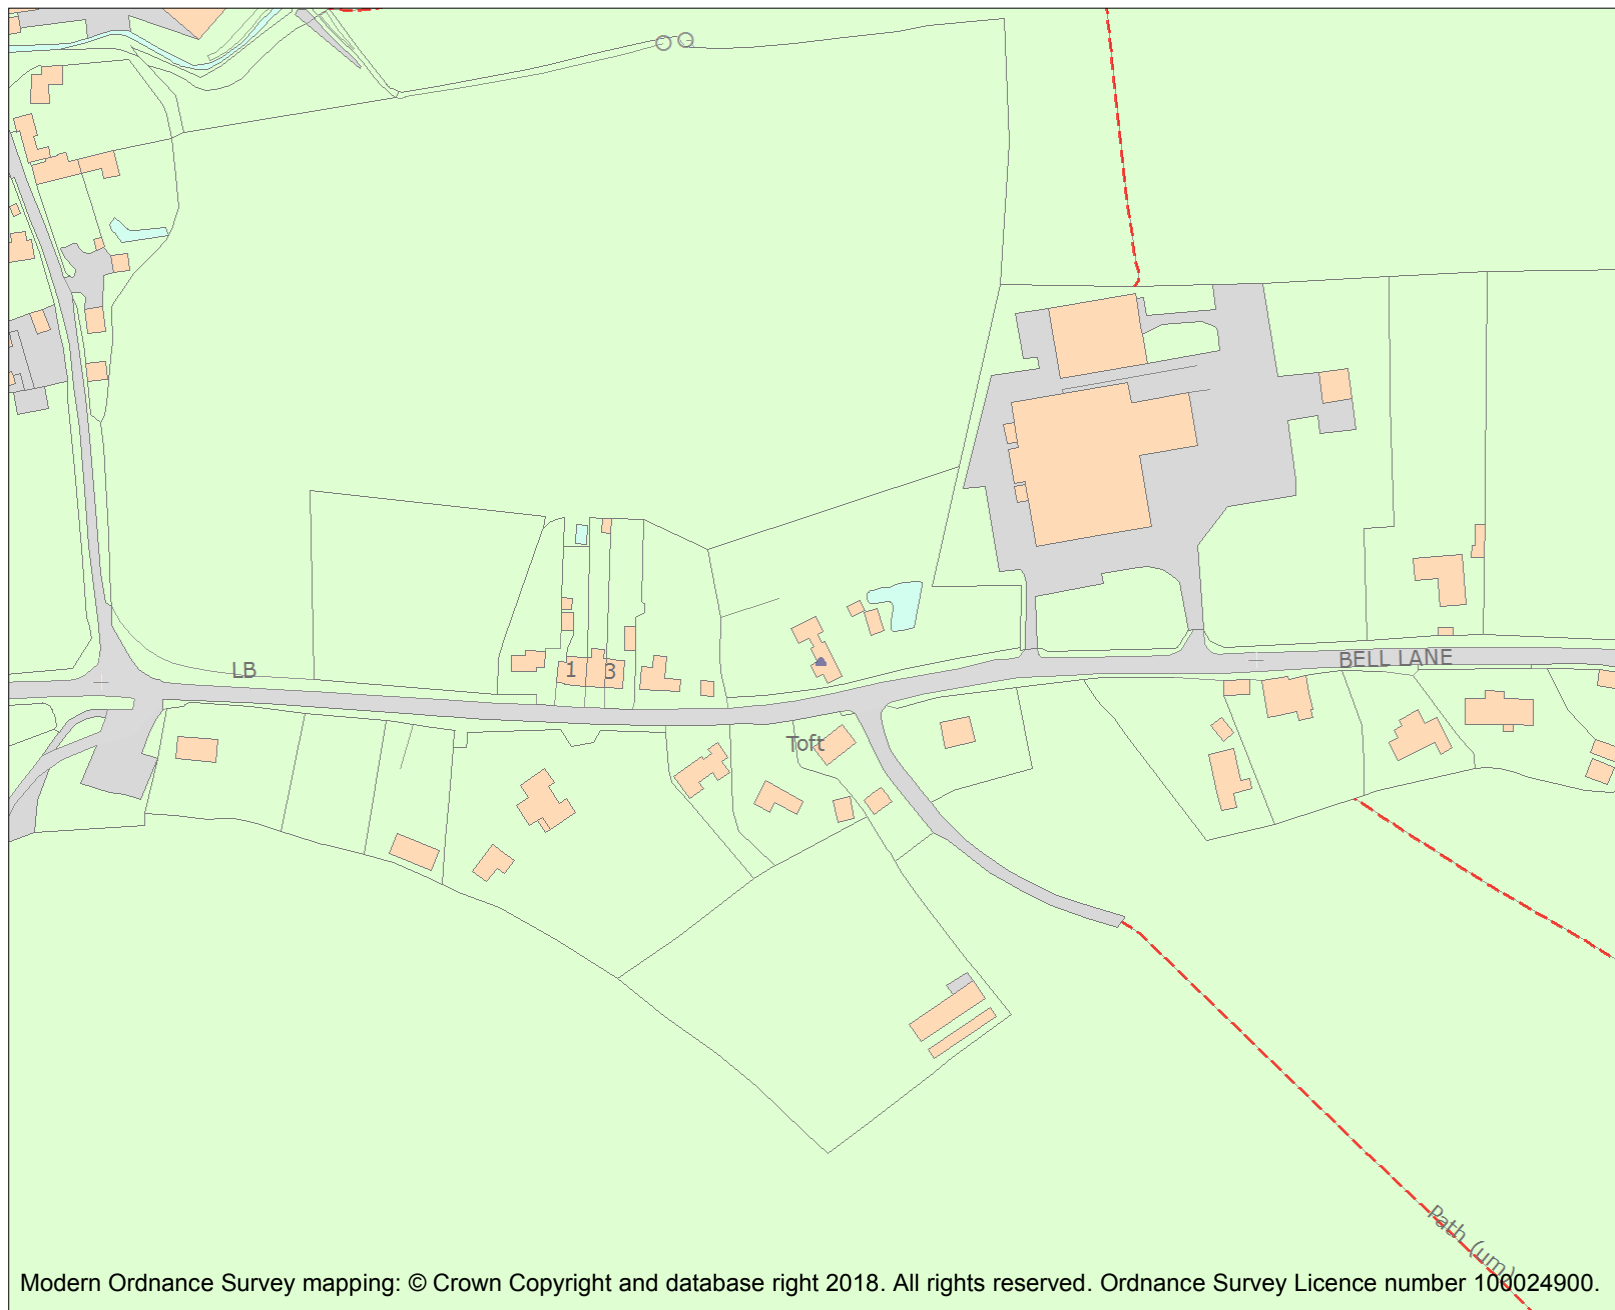 LB
1
3
BELL LANE
Toft
Path (um)
Modern Ordnance Survey mapping: © Crown Copyright and database right 2018. All rights reserved. Ordnance Survey Licence number 100024900.